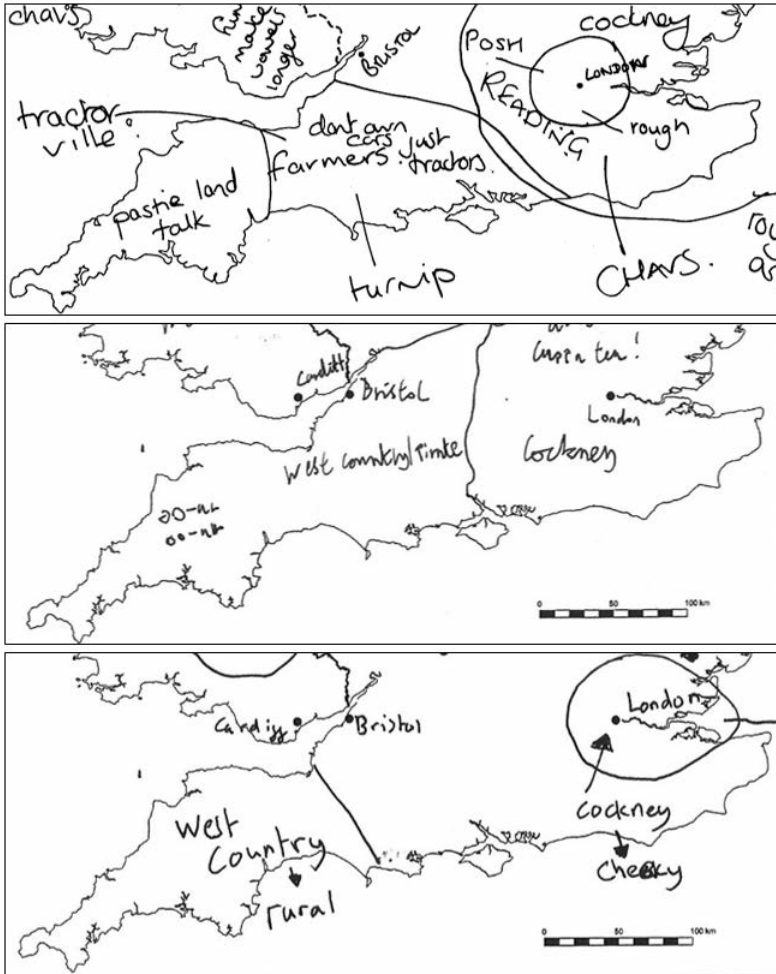 chavs
make
vowels
longer
Bristol
cockney
POSH
LONDON
READING
rough
tractor
ville.
dont own
cars
farmers just
tractors.
pastie land
talk
turnip
CHAVS.
Cardiff
Bristol
London
West Country/Pirate
Cockney
0 50 100 km
Cardiff
Bristol
London
West
Country
rural
cockney
cheeky
0 50 100 km